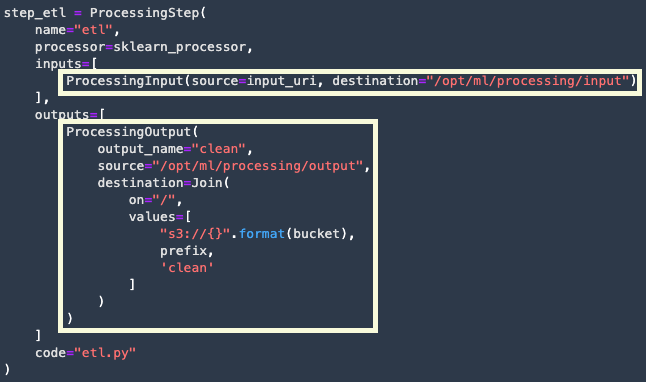 step_etl = ProcessingStep(
    name="etl",
    processor=sklearn_processor,
    inputs=[
        ProcessingInput(source=input_uri, destination="/opt/ml/processing/input")
    ],
    outputs=[
        ProcessingOutput(
            output_name="clean",
            source="/opt/ml/processing/output",
            destination=Join(
                on="/",
                values=[
                    "s3://{}".format(bucket),
                    prefix,
                    'clean'
                ]
            )
        )
    ]
    code="etl.py"
)